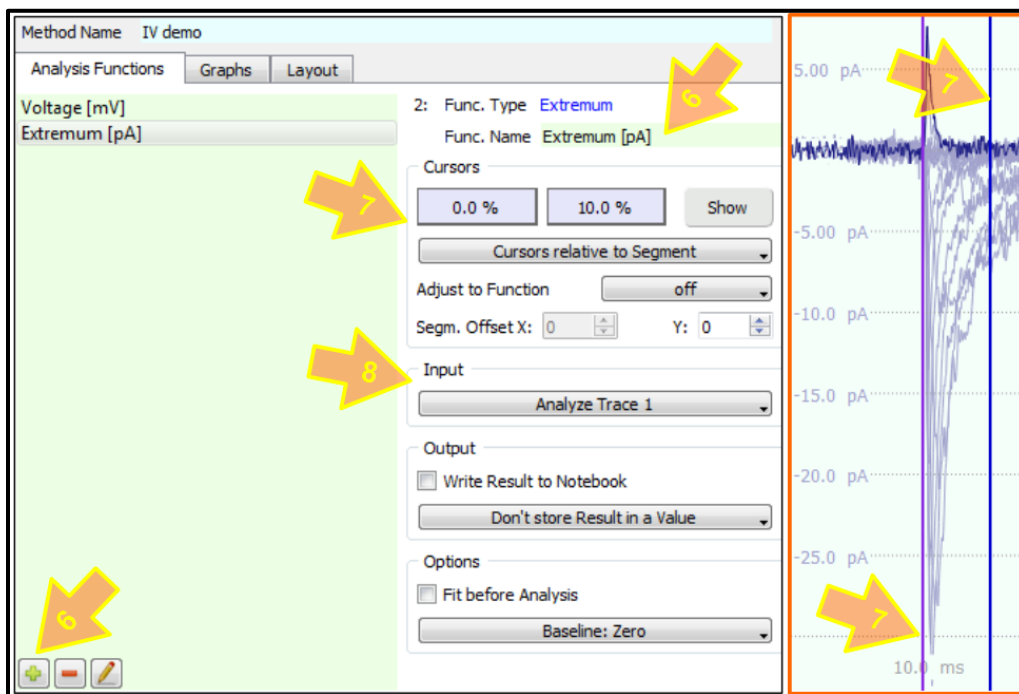 Method Name IV demo
Analysis Functions Graphs Layout
Voltage [mV]
Extremum [pA]
6
2: Func. Type Extremum
Func. Name Extremum [pA]
6
Cursors
7
0.0 % 10.0 % Show
Cursors relative to Segment
Adjust to Function off
Segm. Offset X: 0 Y: 0
8
Input
Analyze Trace 1
Output
Write Result to Notebook
Don't store Result in a Value
Options
Fit before Analysis
Baseline: Zero
5.00 pA
7
-5.00 pA
-10.0 pA
-15.0 pA
-20.0 pA
-25.0 pA
7
10.0 ms